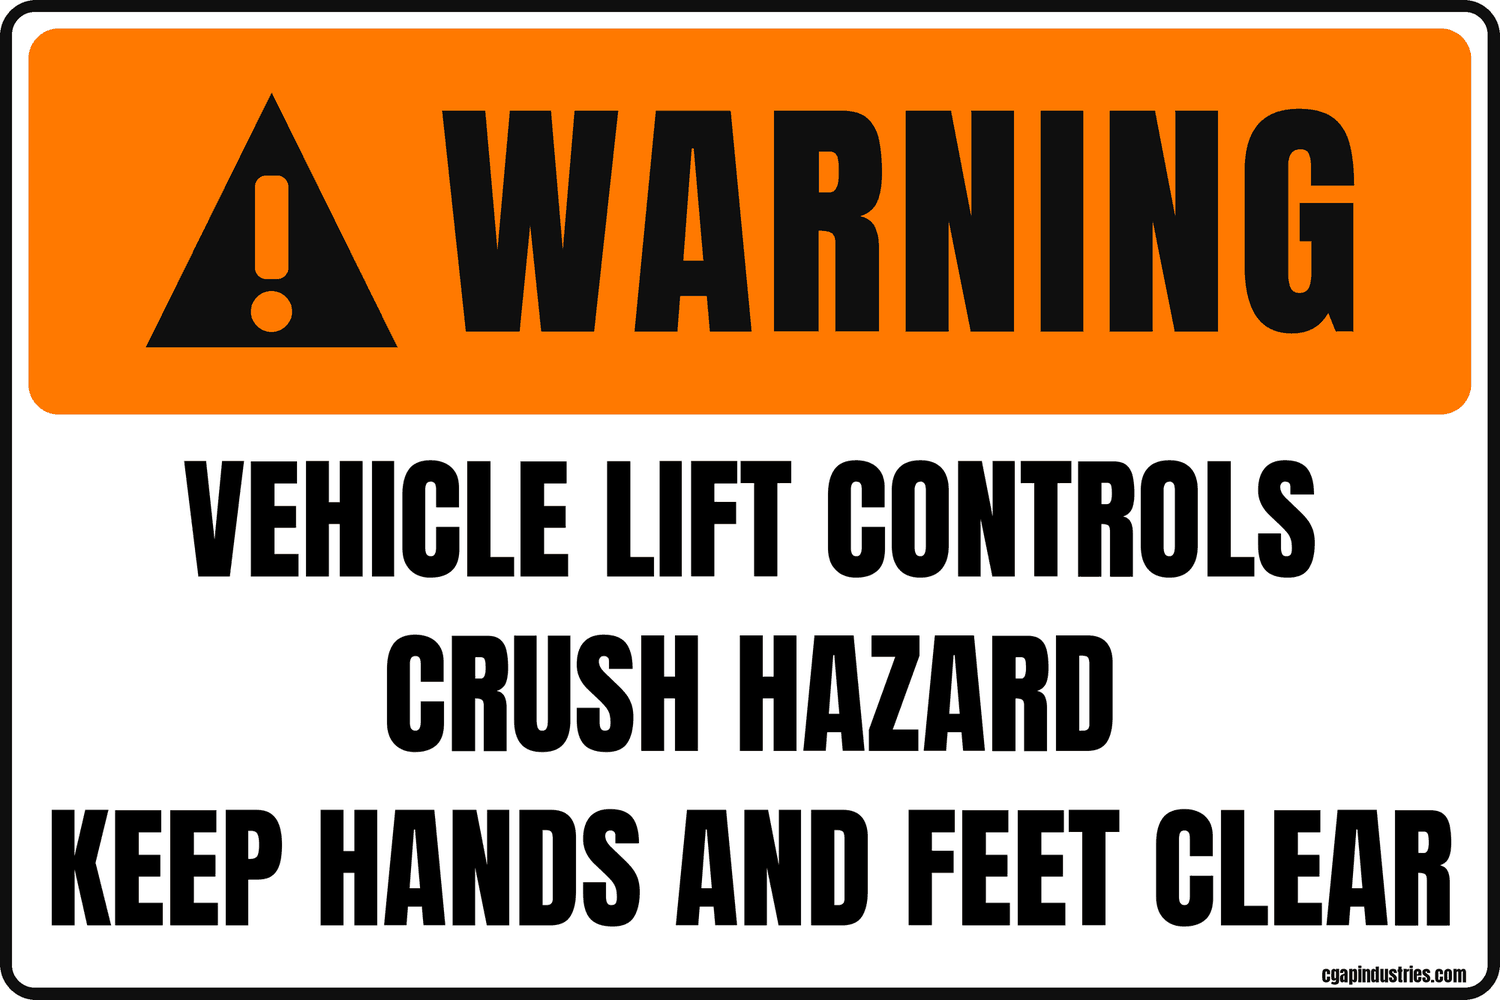 WARNING
VEHICLE LIFT CONTROLS
CRUSH HAZARD
KEEP HANDS AND FEET CLEAR
cgapindustries.com